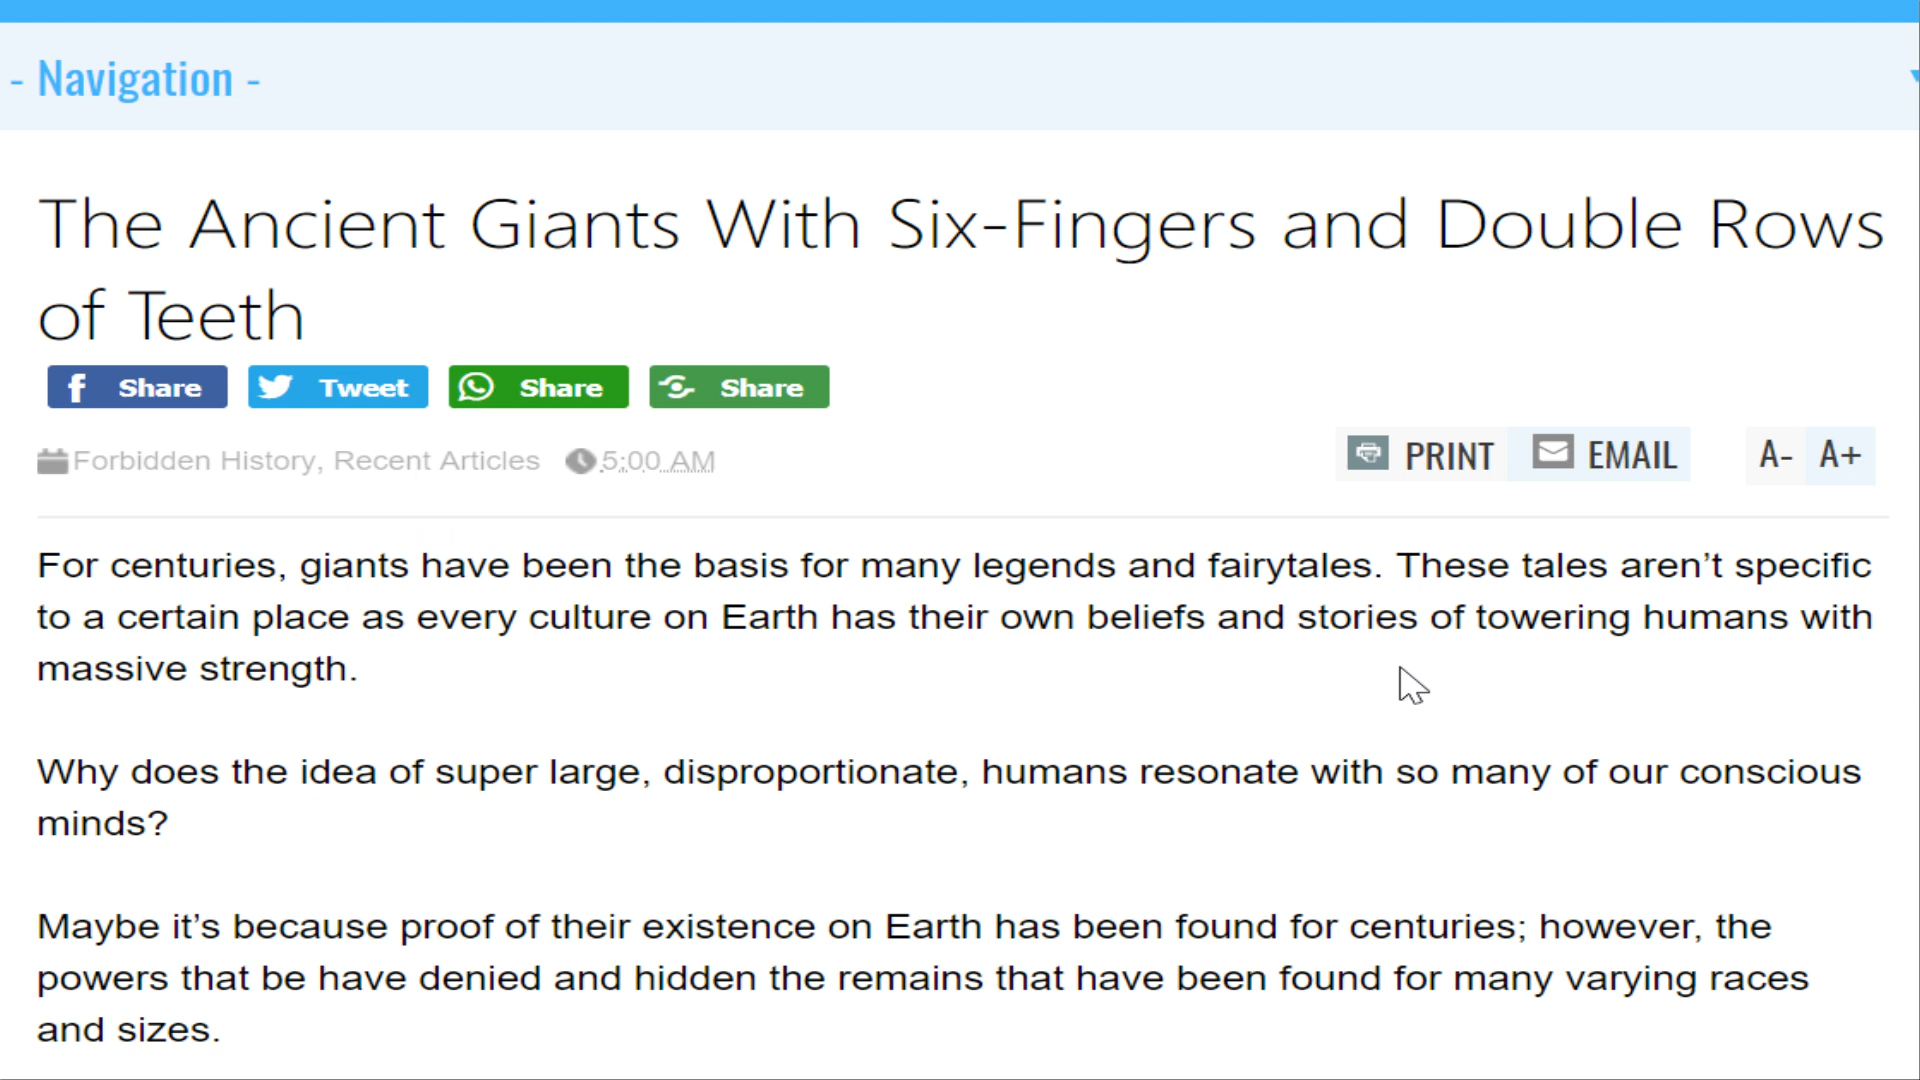 - Navigation -
The Ancient Giants With Six-Fingers and Double Rows
of Teeth
Share Tweet Share Share
Forbidden History, Recent Articles 5:00 AM PRINT EMAIL A- A+
For centuries, giants have been the basis for many legends and fairytales. These tales aren’t specific
to a certain place as every culture on Earth has their own beliefs and stories of towering humans with
massive strength.
Why does the idea of super large, disproportionate, humans resonate with so many of our conscious
minds?
Maybe it’s because proof of their existence on Earth has been found for centuries; however, the
powers that be have denied and hidden the remains that have been found for many varying races
and sizes.